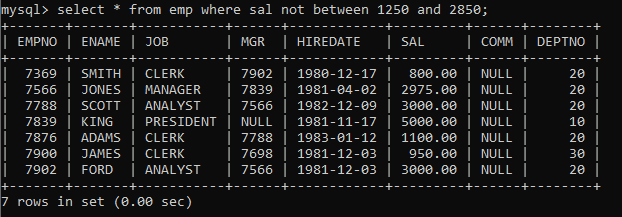 mysql> select * from emp where sal not between 1250 and 2850;
+-------+-------+-----------+------+------------+---------+------+--------+
| EMPNO | ENAME | JOB       | MGR  | HIREDATE   | SAL     | COMM | DEPTNO |
+-------+-------+-----------+------+------------+---------+------+--------+
|  7369 | SMITH | CLERK     | 7902 | 1980-12-17 |  800.00 | NULL |     20 |
|  7566 | JONES | MANAGER   | 7839 | 1981-04-02 | 2975.00 | NULL |     20 |
|  7788 | SCOTT | ANALYST   | 7566 | 1982-12-09 | 3000.00 | NULL |     20 |
|  7839 | KING  | PRESIDENT | NULL | 1981-11-17 | 5000.00 | NULL |     10 |
|  7876 | ADAMS | CLERK     | 7788 | 1983-01-12 | 1100.00 | NULL |     20 |
|  7900 | JAMES | CLERK     | 7698 | 1981-12-03 |  950.00 | NULL |     30 |
|  7902 | FORD  | ANALYST   | 7566 | 1981-12-03 | 3000.00 | NULL |     20 |
+-------+-------+-----------+------+------------+---------+------+--------+
7 rows in set (0.00 sec)